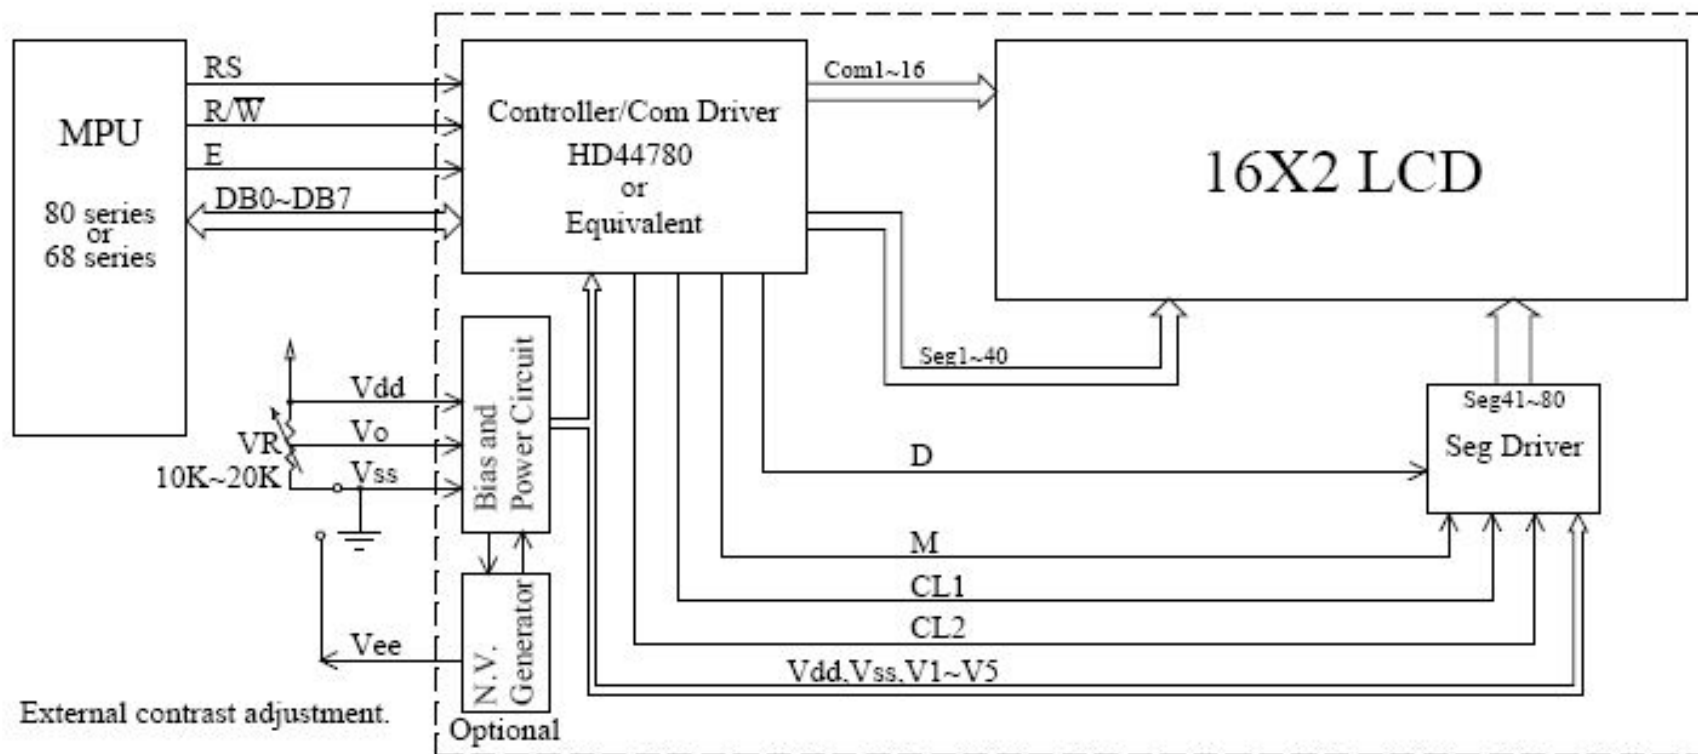 MPU
80 series
or
68 series
RS
R/W̅
E
DB0~DB7
Controller/Com Driver
HD44780
or
Equivalent
Com1~16
16X2 LCD
Seg1~40
Seg41~80
Seg Driver
Vdd
Vo
Vss
VR
10K~20K
Bias and
Power Circuit
D
M
CL1
CL2
Vdd,Vss,V1~V5
Vee
N.V.
Generator
Optional
External contrast adjustment.